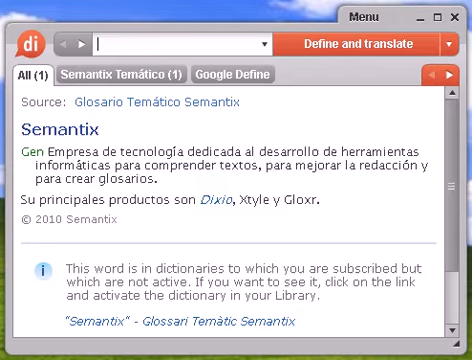 Menu
di
Define and translate
All (1)
Semantix Temático (1)
Google Define
Source: Glosario Temático Semantix
Semantix
Gen Empresa de tecnología dedicada al desarrollo de herramientas
informáticas para comprender textos, para mejorar la redacción y
para crear glosarios.
Su principales productos son Dixio, Xtyle y Gloxr.
© 2010 Semantix
i
This word is in dictionaries to which you are subscribed but
which are not active. If you want to see it, click on the link
and activate the dictionary in your Library.
"Semantix" - Glossari Temàtic Semantix